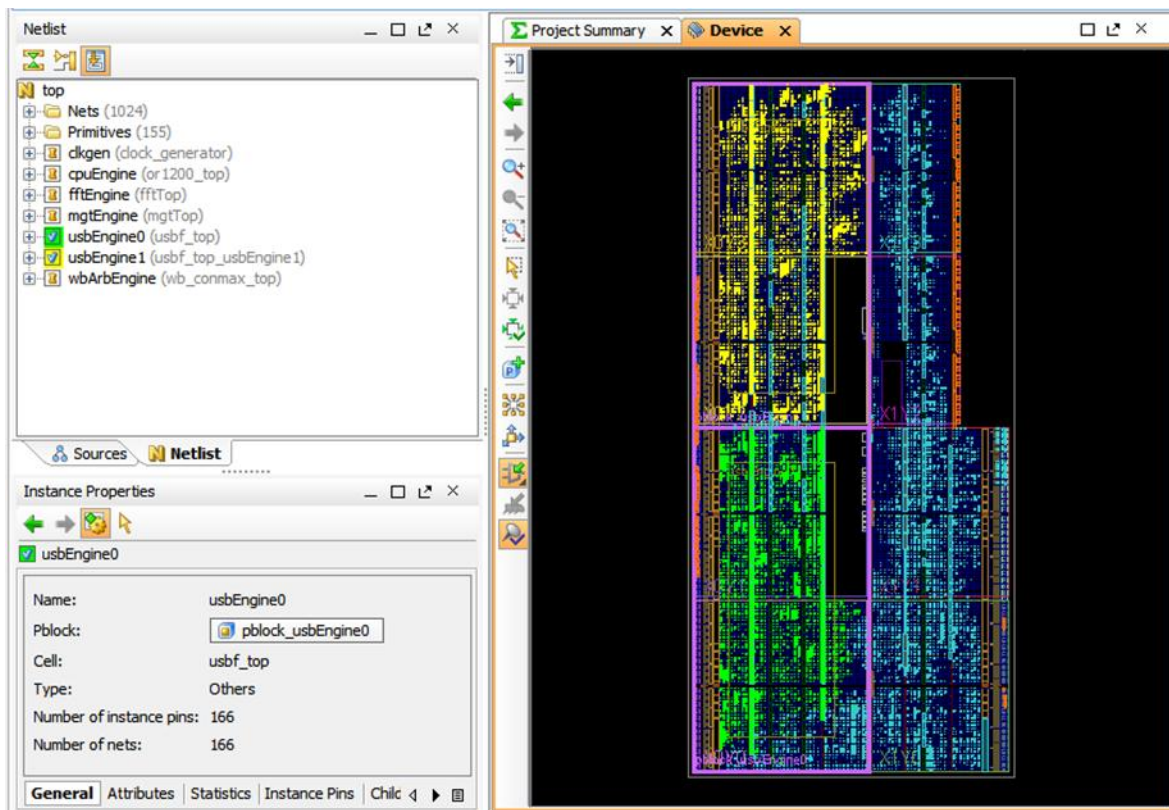 Netlist
top
Nets (1024)
Primitives (155)
clkgen (clock_generator)
cpuEngine (or1200_top)
fftEngine (fftTop)
mgtEngine (mgtTop)
usbEngine0 (usbf_top)
usbEngine1 (usbf_top_usbEngine1)
wbArbEngine (wb_conmax_top)
Sources Netlist
Instance Properties
usbEngine0
Name: usbEngine0
Pblock: pblock_usbEngine0
Cell: usbf_top
Type: Others
Number of instance pins: 166
Number of nets: 166
General Attributes Statistics Instance Pins
Project Summary Device
pblock_usbEngine0